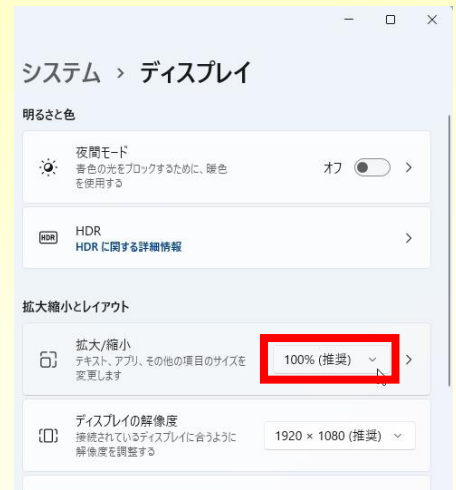 システム › ディスプレイ
明るさと色
夜間モード
青色の光をブロックするために、暖色
を使用する
オフ
HDR
HDR
HDR に関する詳細情報
拡大縮小とレイアウト
拡大/縮小
テキスト、アプリ、その他の項目のサイズを
変更します
100% (推奨)
ディスプレイの解像度
接続されているディスプレイに合うように
解像度を調整する
1920 × 1080 (推奨)